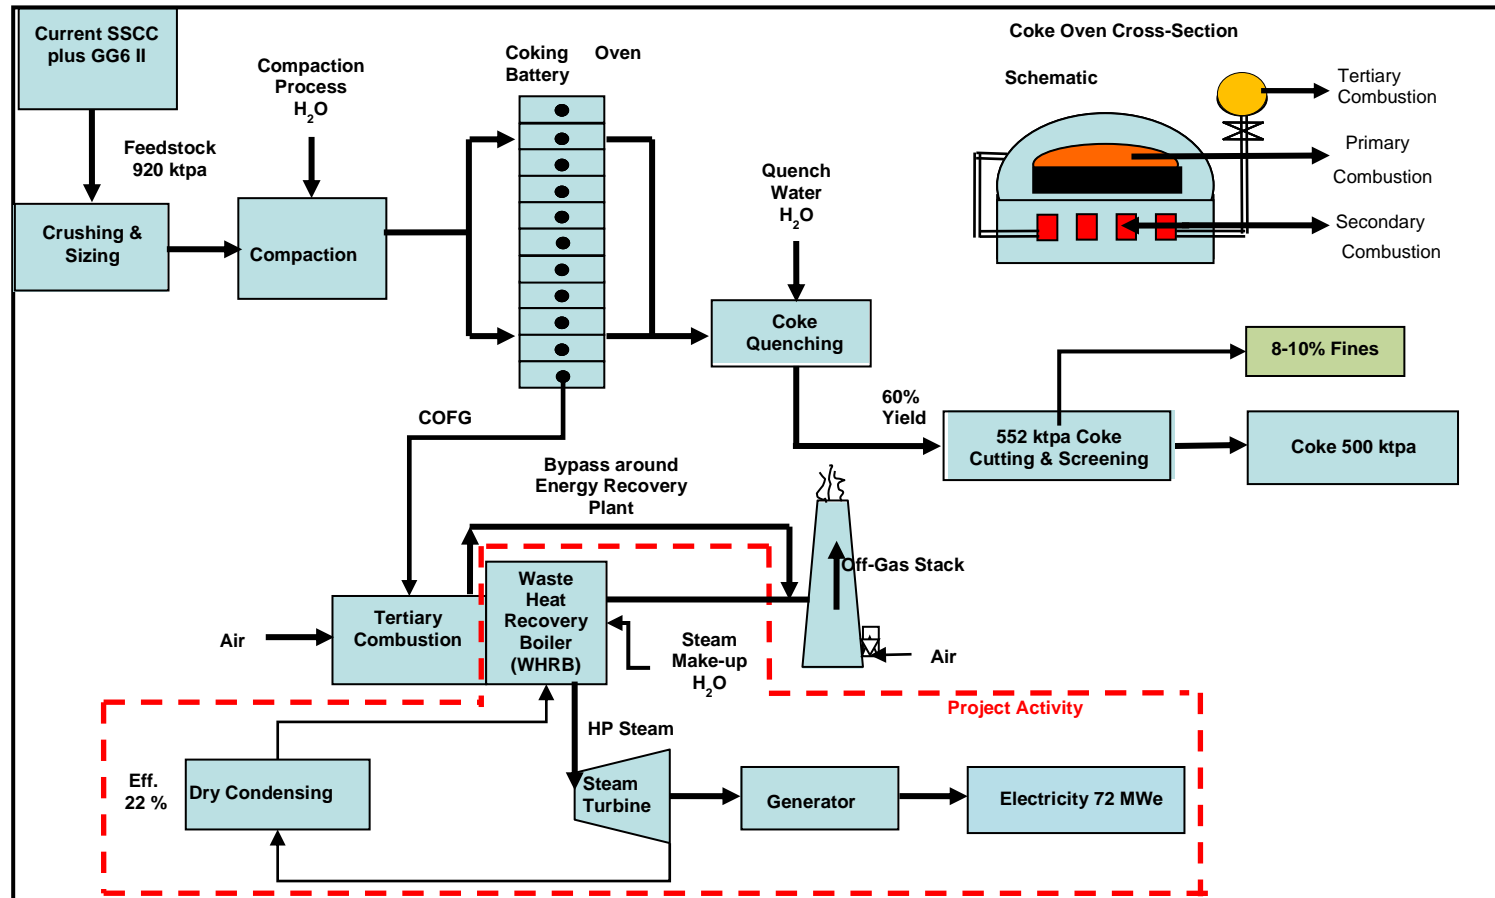 Current SSCC
plus GG6 II
Compaction
Process
H2O
Coking Oven
Battery
Coke Oven Cross-Section
Schematic
Tertiary
Combustion
Primary
Combustion
Secondary
Combustion
Feedstock
920 ktpa
Quench
Water
H2O
Crushing &
Sizing
Compaction
Coke
Quenching
8-10% Fines
60%
Yield
552 ktpa Coke
Cutting & Screening
Coke 500 ktpa
COFG
Bypass around
Energy Recovery
Plant
Off-Gas Stack
Air
Tertiary
Combustion
Waste
Heat
Recovery
Boiler
(WHRB)
Steam
Make-up
H2O
Air
Project Activity
HP Steam
Eff.
22 %
Dry Condensing
Steam
Turbine
Generator
Electricity 72 MWe